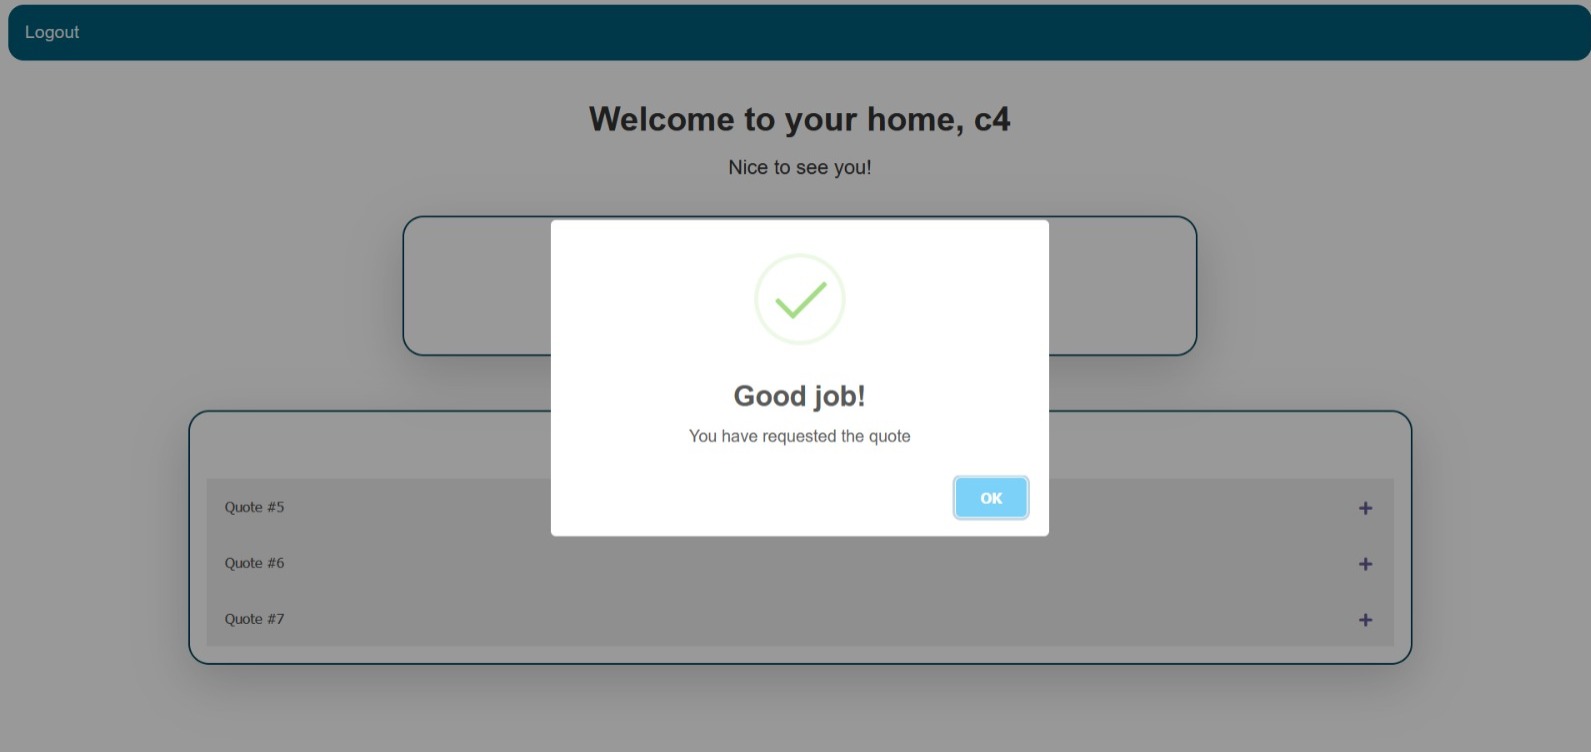 Logout
Welcome to your home, c4
Nice to see you!
Good job!
You have requested the quote
OK
Quote #5
Quote #6
Quote #7